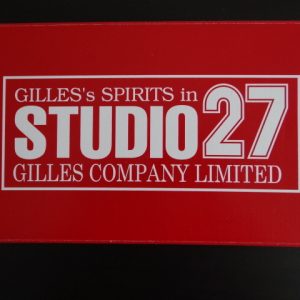 GILLES's SPIRITS in
STUDIO 27
GILLES COMPANY LIMITED